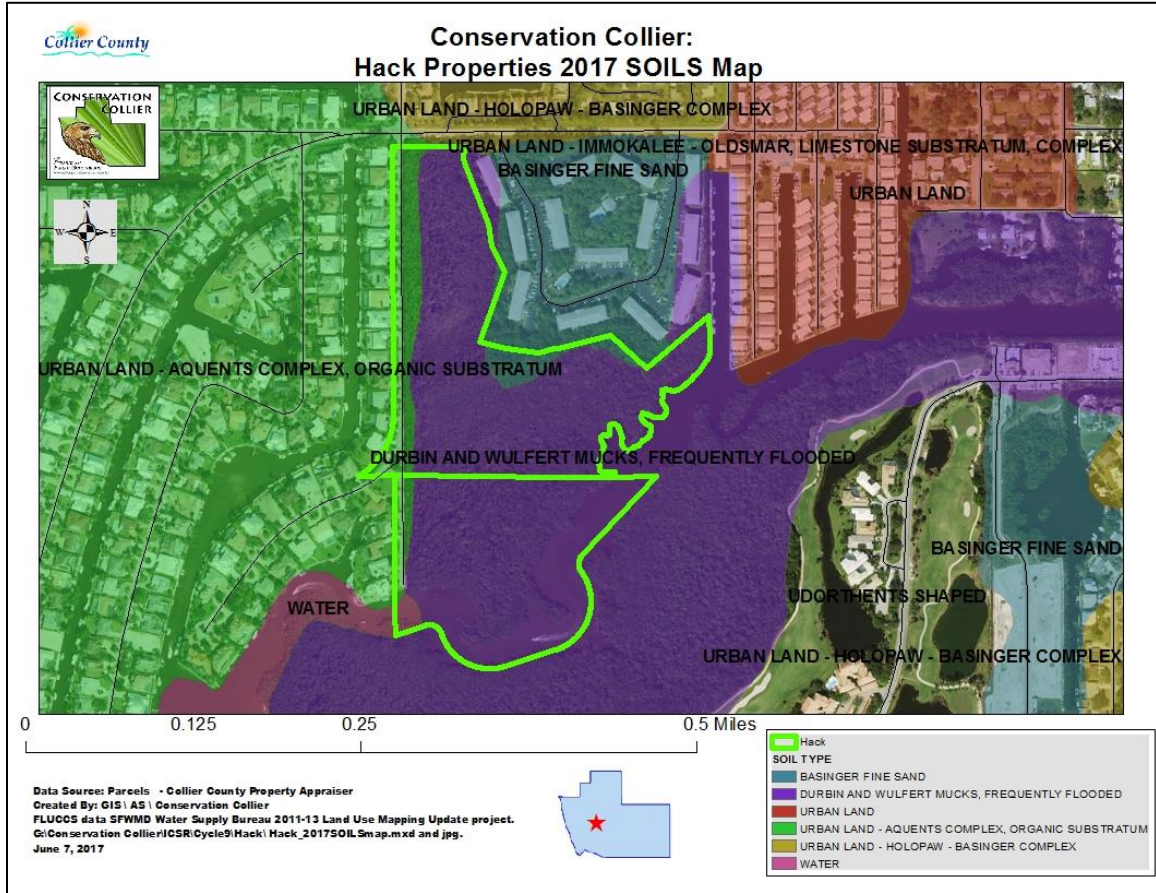 Collier County
Conservation Collier:
Hack Properties 2017 SOILS Map
CONSERVATION
COLLIER
URBAN LAND - HOLOPAW - BASINGER COMPLEX
URBAN LAND - IMMOKALEE - OLDSMAR, LIMESTONE SUBSTRATUM, COMPLEX
BASINGER FINE SAND
URBAN LAND
N
W
E
S
URBAN LAND - AQUENTS COMPLEX, ORGANIC SUBSTRATUM
DURBIN AND WULFERT MUCKS, FREQUENTLY FLOODED
BASINGER FINE SAND
UDORTHENTS SHAPED
WATER
URBAN LAND - HOLOPAW - BASINGER COMPLEX
0 0.125 0.25 0.5 Miles
Data Source: Parcels - Collier County Property Appraiser
Created By: GIS \ AS \ Conservation Collier
FLUCCS data SFWMD Water Supply Bureau 2011-13 Land Use Mapping Update project.
G:\Conservation Collier\ICSR\Cycle9\Hack\ Hack_2017SOILSmap.mxd and jpg.
June 7, 2017
Hack
SOIL TYPE
BASINGER FINE SAND
DURBIN AND WULFERT MUCKS, FREQUENTLY FLOODED
URBAN LAND
URBAN LAND - AQUENTS COMPLEX, ORGANIC SUBSTRATUM
URBAN LAND - HOLOPAW - BASINGER COMPLEX
WATER